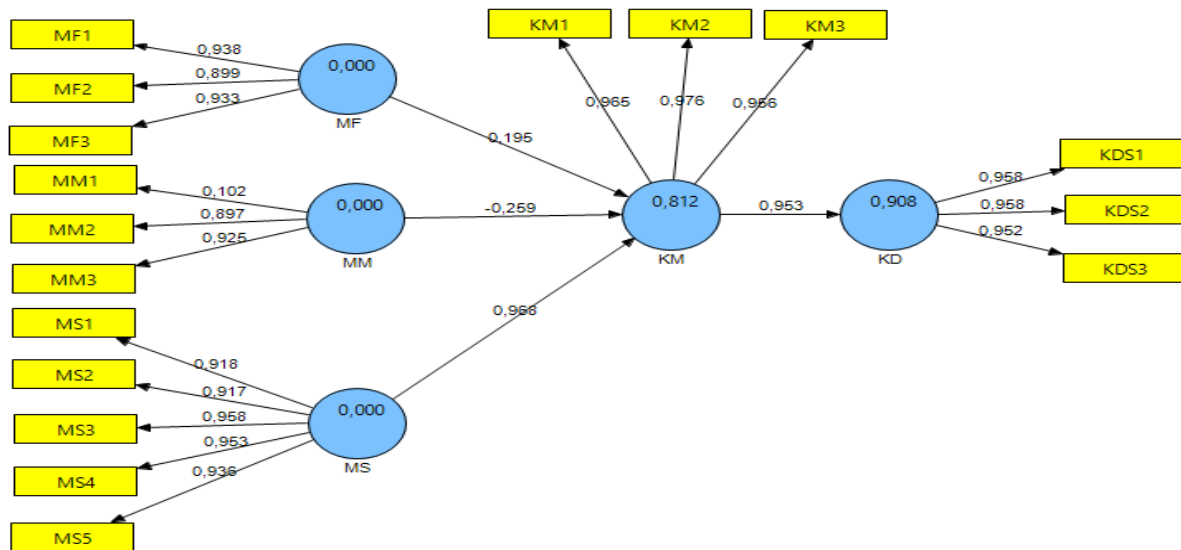 MF1
MF2
MF3
0,938
0,899
0,933
0,000
MF
MM1
MM2
MM3
0,102
0,897
0,925
0,000
MM
MS1
MS2
MS3
MS4
MS5
0,918
0,917
0,958
0,953
0,936
0,000
MS
0,195
-0,259
0,968
KM1
KM2
KM3
0,965
0,976
0,956
0,812
KM
0,953
0,908
KD
0,958
0,958
0,952
KDS1
KDS2
KDS3